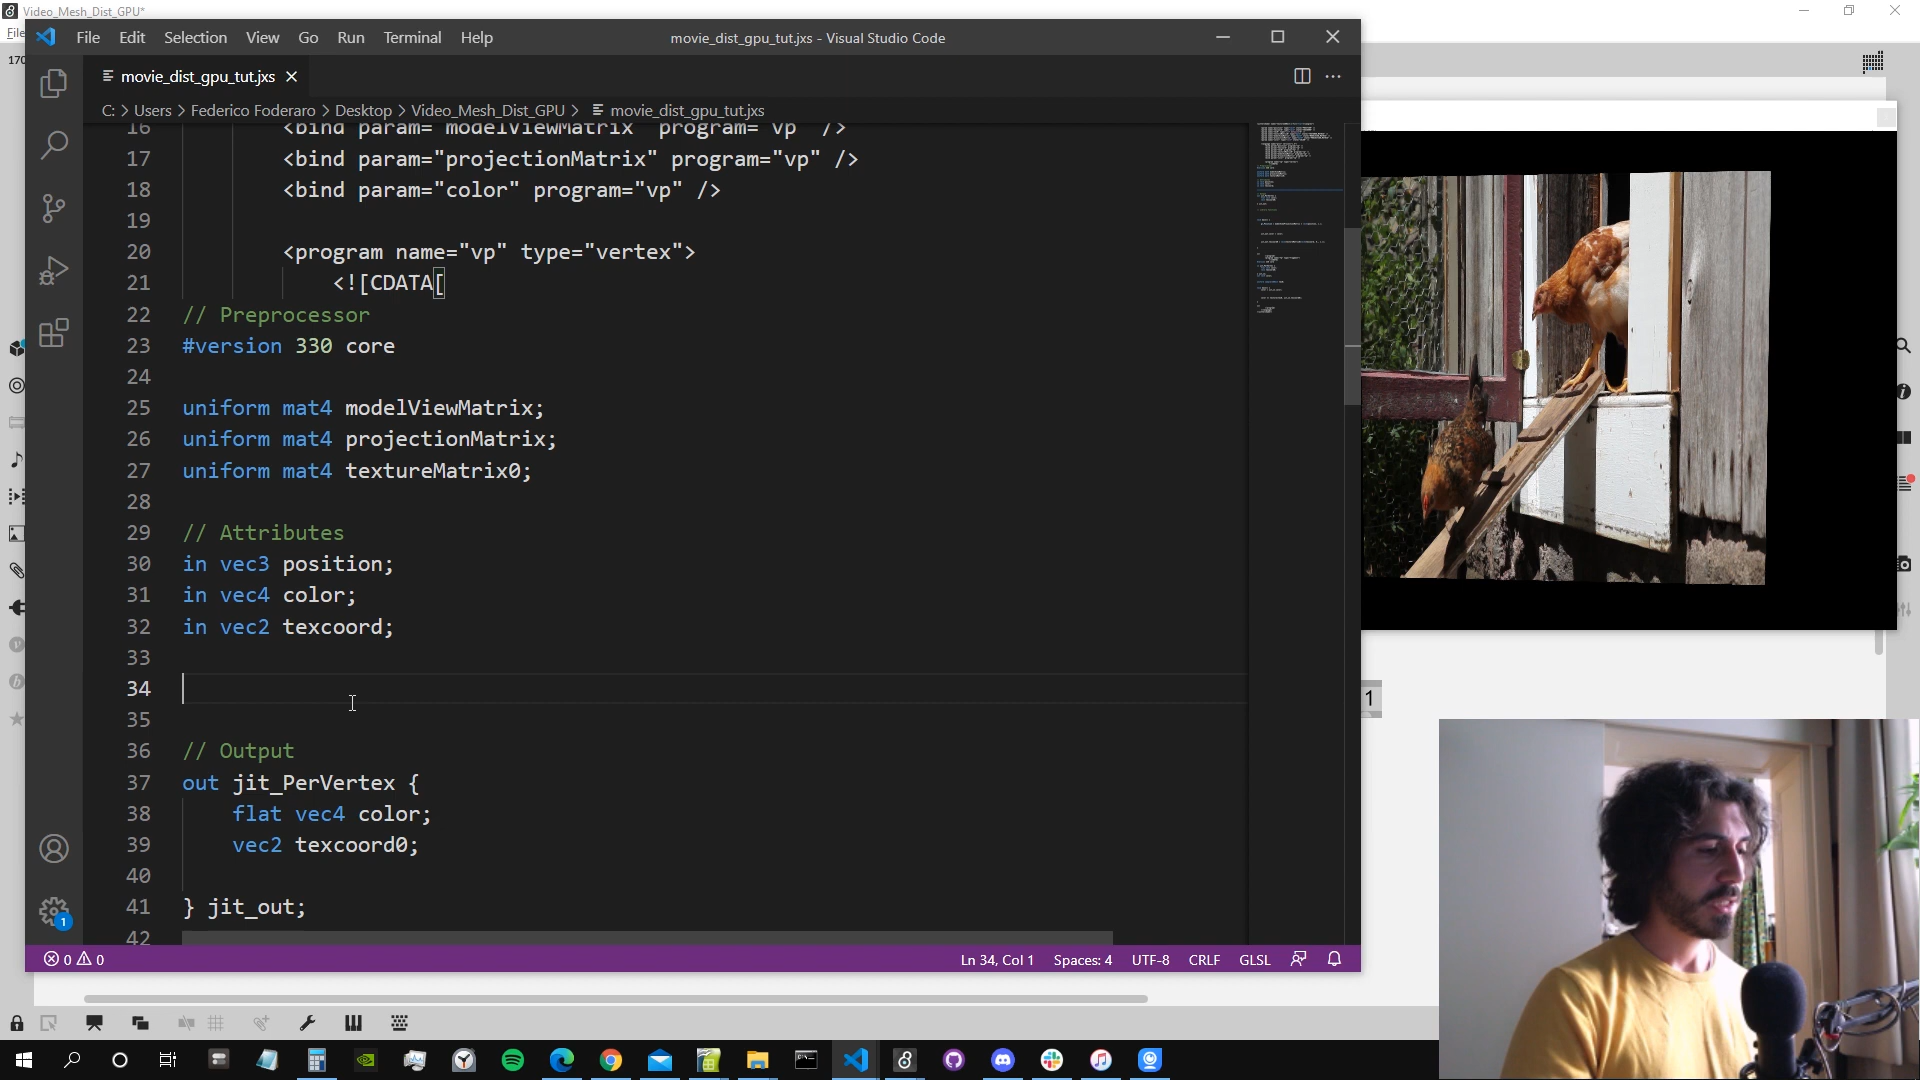 Video_Mesh_Dist_GPU*
File
File Edit Selection View Go Run Terminal Help
movie_dist_gpu_tut.jxs - Visual Studio Code
170
movie_dist_gpu_tut.jxs
C: > Users > Federico Foderaro > Desktop > Video_Mesh_Dist_GPU > movie_dist_gpu_tut.jxs
16 <bind param="modelViewMatrix" program="vp" />
17 <bind param="projectionMatrix" program="vp" />
18 <bind param="color" program="vp" />
19
20 <program name="vp" type="vertex">
21 <![CDATA[
22 // Preprocessor
23 #version 330 core
24
25 uniform mat4 modelViewMatrix;
26 uniform mat4 projectionMatrix;
27 uniform mat4 textureMatrix0;
28
29 // Attributes
30 in vec3 position;
31 in vec4 color;
32 in vec2 texcoord;
33
34
35
36 // Output
37 out jit_PerVertex {
38 flat vec4 color;
39 vec2 texcoord0;
40
41 } jit_out;
42
1
1
0 0
Ln 34, Col 1 Spaces: 4 UTF-8 CRLF GLSL